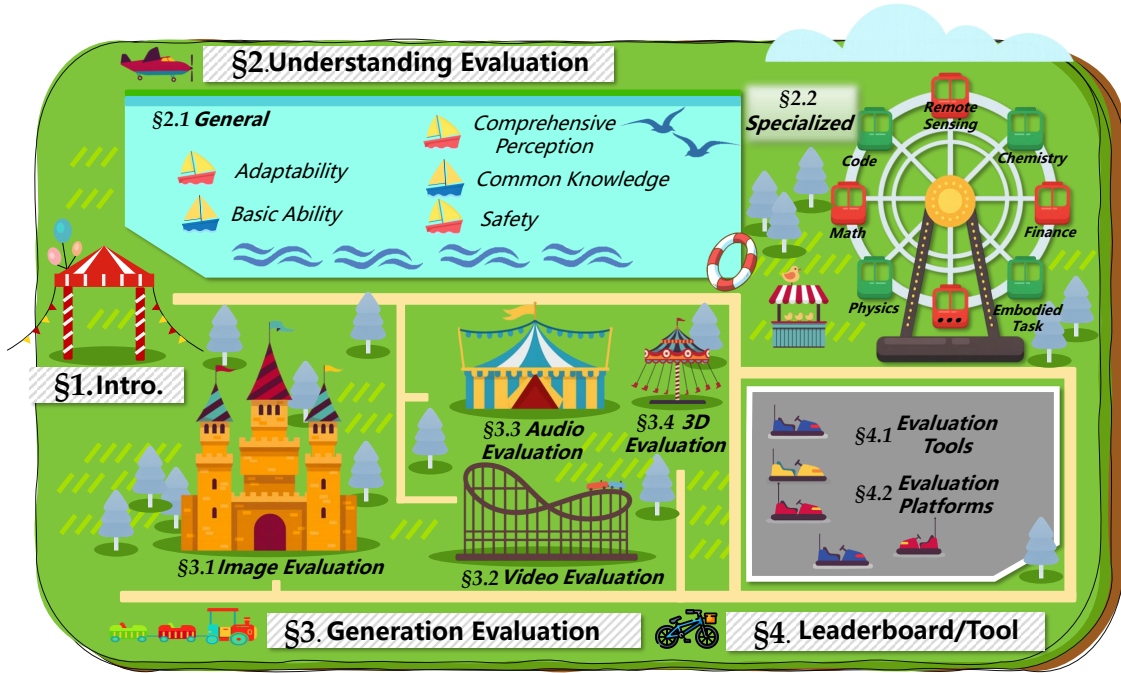 §2.Understanding Evaluation
§2.1 General
Adaptability
Basic Ability
Comprehensive
Perception
Common Knowledge
Safety
§2.2
Specialized
Remote
Sensing
Code
Chemistry
Math
Finance
Physics
Embodied
Task
§1.Intro.
§3.1 Image Evaluation
§3.3 Audio
Evaluation
§3.4 3D
Evaluation
§3.2 Video Evaluation
§4.1 Evaluation
Tools
§4.2 Evaluation
Platforms
§3. Generation Evaluation
§4. Leaderboard/Tool